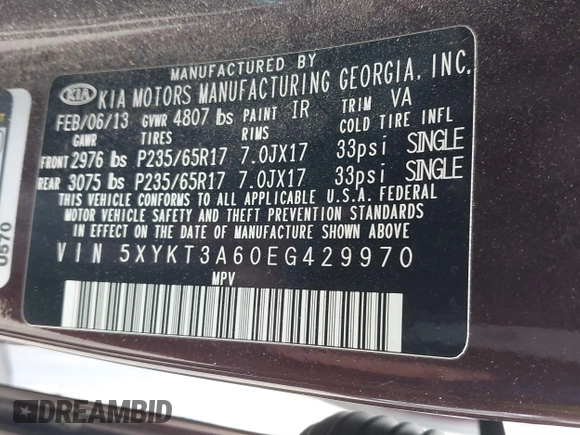 MANUFACTURED BY
KIA KIA MOTORS MANUFACTURING GEORGIA, INC.
FEB/06/13 GVWR 4807 lbs PAINT IR TRIM VA
GAWR TIRES RIMS COLD TIRE INFL
FRONT 2976 lbs P235/65R17 7.0JX17 33psi SINGLE
REAR 3075 lbs P235/65R17 7.0JX17 33psi SINGLE
THIS VEHICLE CONFORMS TO ALL APPLICABLE U.S.A. FEDERAL
MOTOR VEHICLE SAFETY AND THEFT PREVENTION STANDARDS
IN EFFECT ON THE DATE OF MANUFACTURE SHOWN ABOVE.
VIN 5XYKT3A60EG429970
MPV
0570
DREAMBID